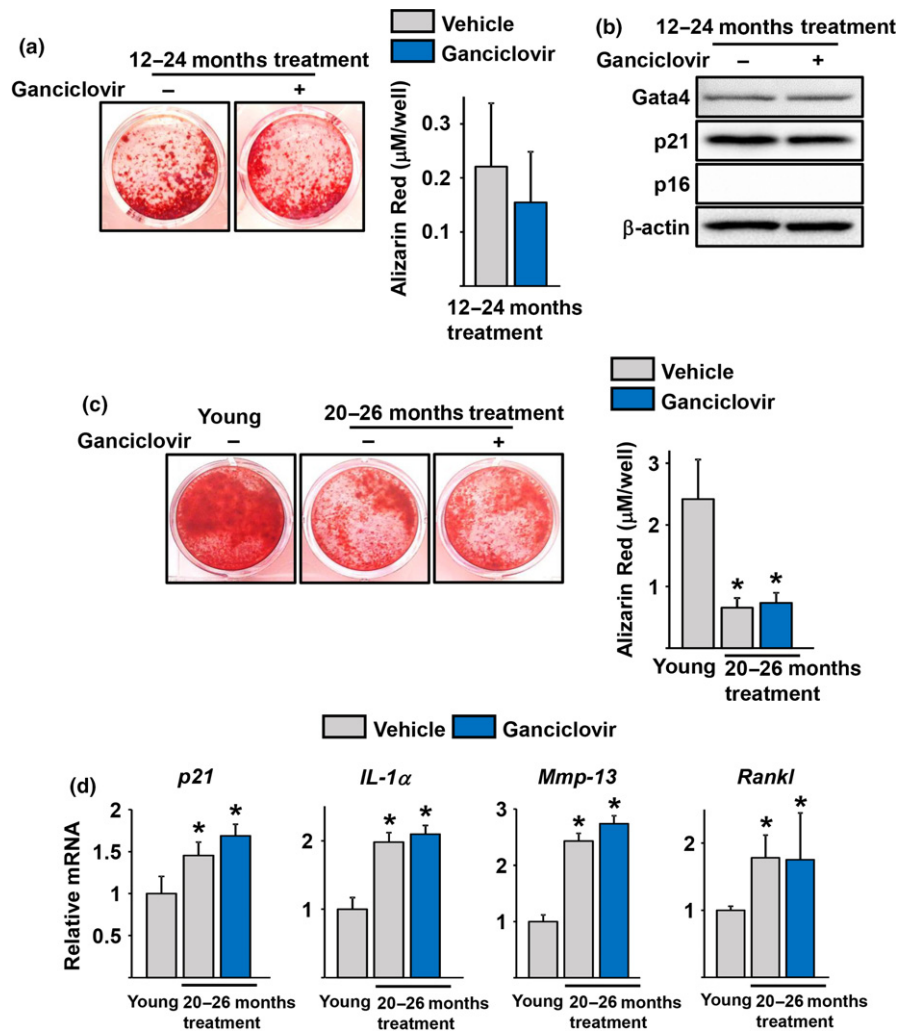 Vehicle
Ganciclovir
(a)
12–24 months treatment
Ganciclovir – +
Alizarin Red (μM/well)
0.3
0.2
0.1
12–24 months
treatment
(b)
12–24 months treatment
Ganciclovir – +
Gata4
p21
p16
β-actin
Vehicle
Ganciclovir
(c)
Young 20–26 months treatment
Ganciclovir – – +
Alizarin Red (μM/well)
3
2
1
* *
Young 20–26 months
treatment
Vehicle Ganciclovir
(d)
p21
Relative mRNA
2
1.5
1
0.5
* *
Young 20–26 months
treatment
IL-1α
2
1
* *
Young 20–26 months
treatment
Mmp-13
3
2
1
* *
Young 20–26 months
treatment
Rankl
2
1
* *
Young 20–26 months
treatment